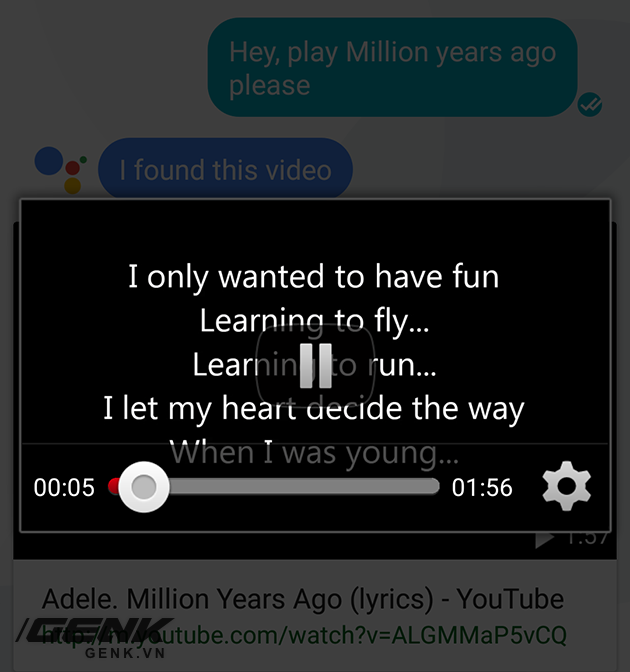 Hey, play Million years ago
please
I found this video
I only wanted to have fun
Learning to fly...
Learning to run...
I let my heart decide the way
When I was young...
00:05
01:56
1:57
Adele. Million Years Ago (lyrics) - YouTube
http://m.youtube.com/watch?v=ALGMMaP5vCQ
GENK
GENK.VN